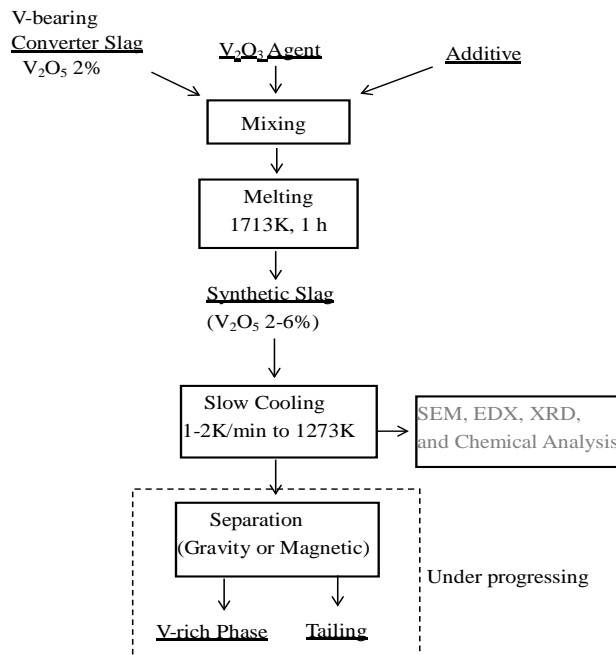 V-bearing
Converter Slag
V₂O₅ 2%
V₂O₃ Agent
Additive
Mixing
Melting
1713K, 1 h
Synthetic Slag
(V₂O₅ 2-6%)
Slow Cooling
1-2K/min to 1273K
SEM, EDX, XRD,
and Chemical Analysis
Separation
(Gravity or Magnetic)
Under progressing
V-rich Phase
Tailing